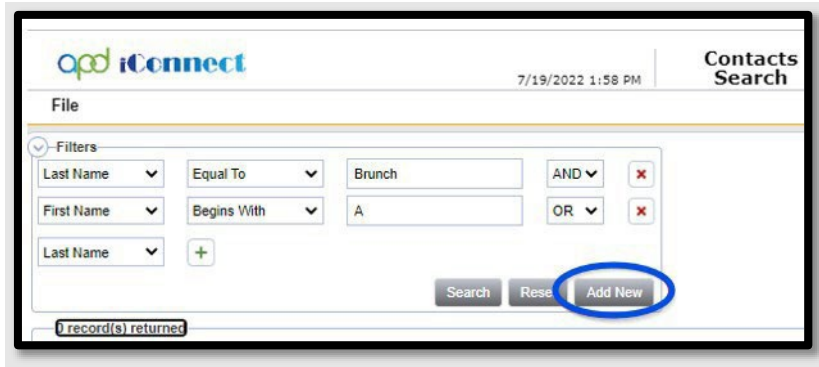 apd iConnect
7/19/2022 1:58 PM
Contacts
Search
File
Filters
Last Name Equal To Brunch AND
First Name Begins With A OR
Last Name
Search Rese Add New
0 record(s) returned